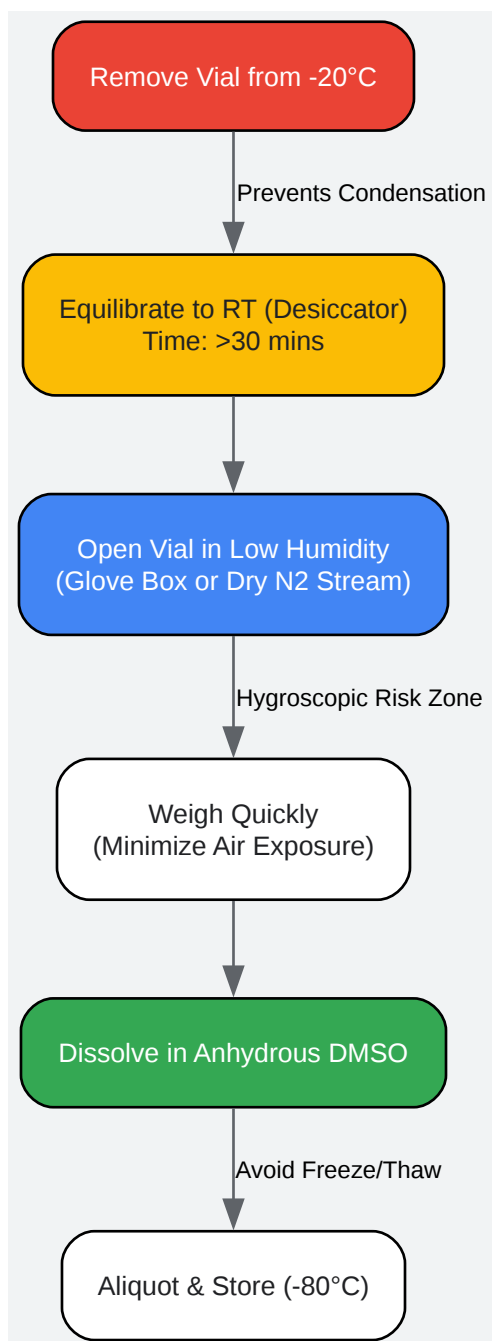 Remove Vial from -20°C
Prevents Condensation
Equilibrate to RT (Desiccator)
Time: >30 mins
Open Vial in Low Humidity
(Glove Box or Dry N2 Stream)
Hygroscopic Risk Zone
Weigh Quickly
(Minimize Air Exposure)
Dissolve in Anhydrous DMSO
Avoid Freeze/Thaw
Aliquot & Store (-80°C)